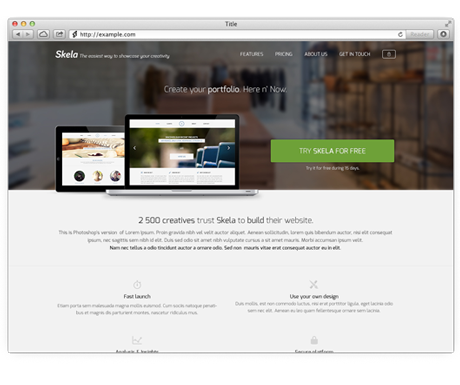 Title
http://example.com
Reader
Skela The easiest way to showcase your creativity
FEATURES PRICING ABOUT US GET IN TOUCH
Create your portfolio. Here n' Now.
TRY SKELA FOR FREE
Try it for free during 15 days.
2 500 creatives trust Skela to build their website.
This is Photoshop's version of Lorem Ipsum. Proin gravida nibh vel velit auctor aliquet. Aenean sollicitudin, lorem quis bibendum auctor, nisi elit consequat
ipsum, nec sagittis sem nibh id elit. Duis sed odio sit amet nibh vulputate cursus a sit amet mauris. Morbi accumsan ipsum velit.
Nam nec tellus a odio tincidunt auctor a ornare odio. Sed non mauris vitae erat consequat auctor eu in elit.
Fast launch
Etiam porta sem malesuada magna mollis euismod. Cum sociis natoque penatibus
et magnis dis parturient montes, nascetur ridiculus mus.
Use your own design
Duis mollis, est non commodo luctus, nisi erat porttitor ligula, eget lacinia odio
sem nec elit. Aenean eu leo quam Pellentesque ornare sem lacinia.
Analysis & Insights